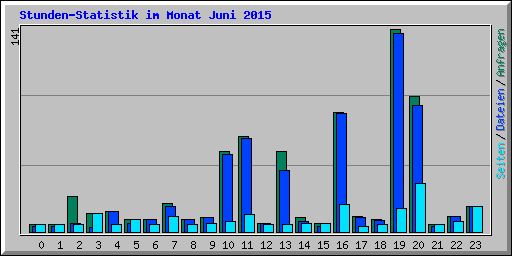 Stunden-Statistik im Monat Juni 2015
141
Seiten / Dateien / Anfragen
0 1 2 3 4 5 6 7 8 9 10 11 12 13 14 15 16 17 18 19 20 21 22 23